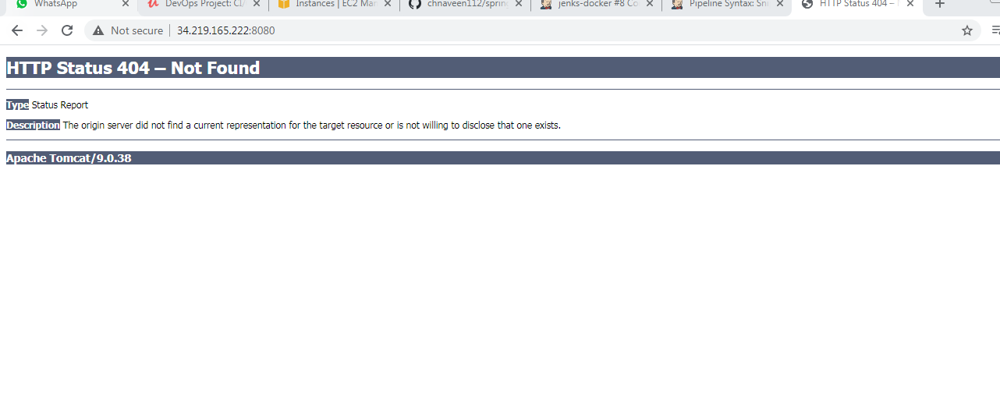 WhatsApp
DevOps Project: CI/
Instances | EC2 Man
chnaveen112/spring
jenks-docker #8 Co
Pipeline Syntax: Sni
HTTP Status 404 –
Not secure | 34.219.165.222:8080
HTTP Status 404 – Not Found
Type Status Report
Description The origin server did not find a current representation for the target resource or is not willing to disclose that one exists.
Apache Tomcat/9.0.38